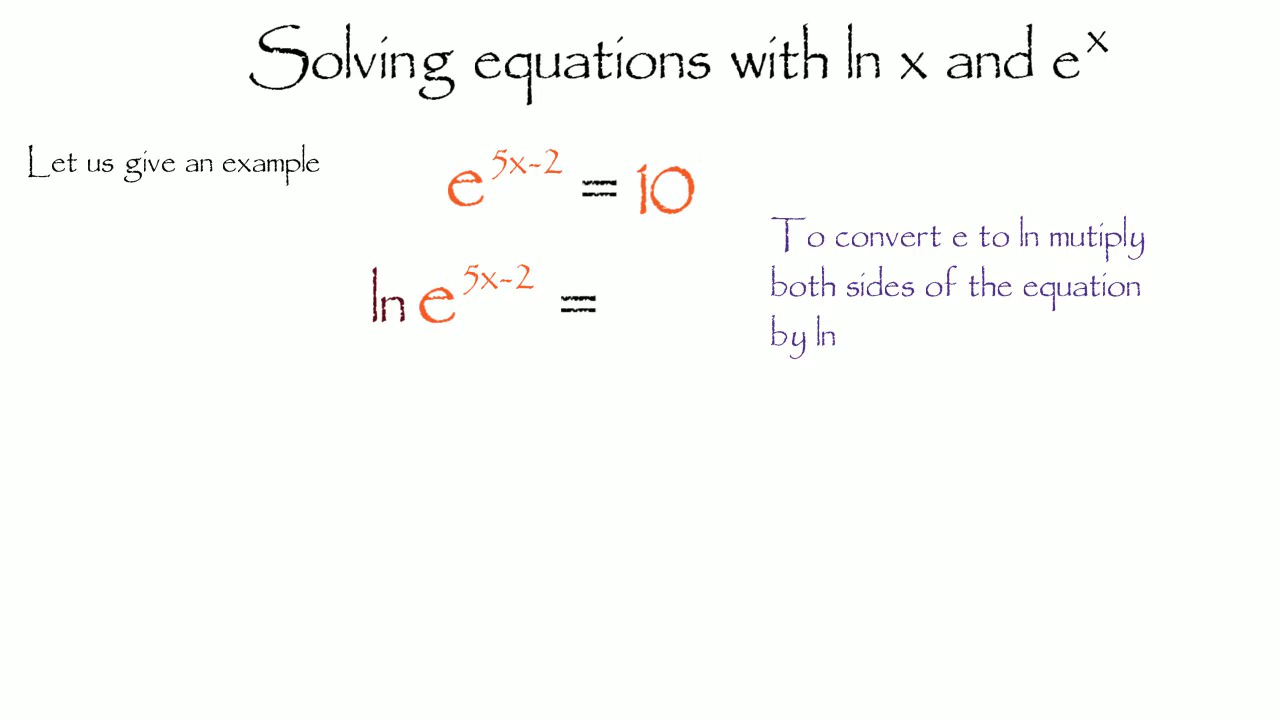 Solving equations with ln x and e^x
Let us give an example
e^{5x-2} = 10
To convert e to ln mutiply
both sides of the equation
by ln
ln e^{5x-2} =